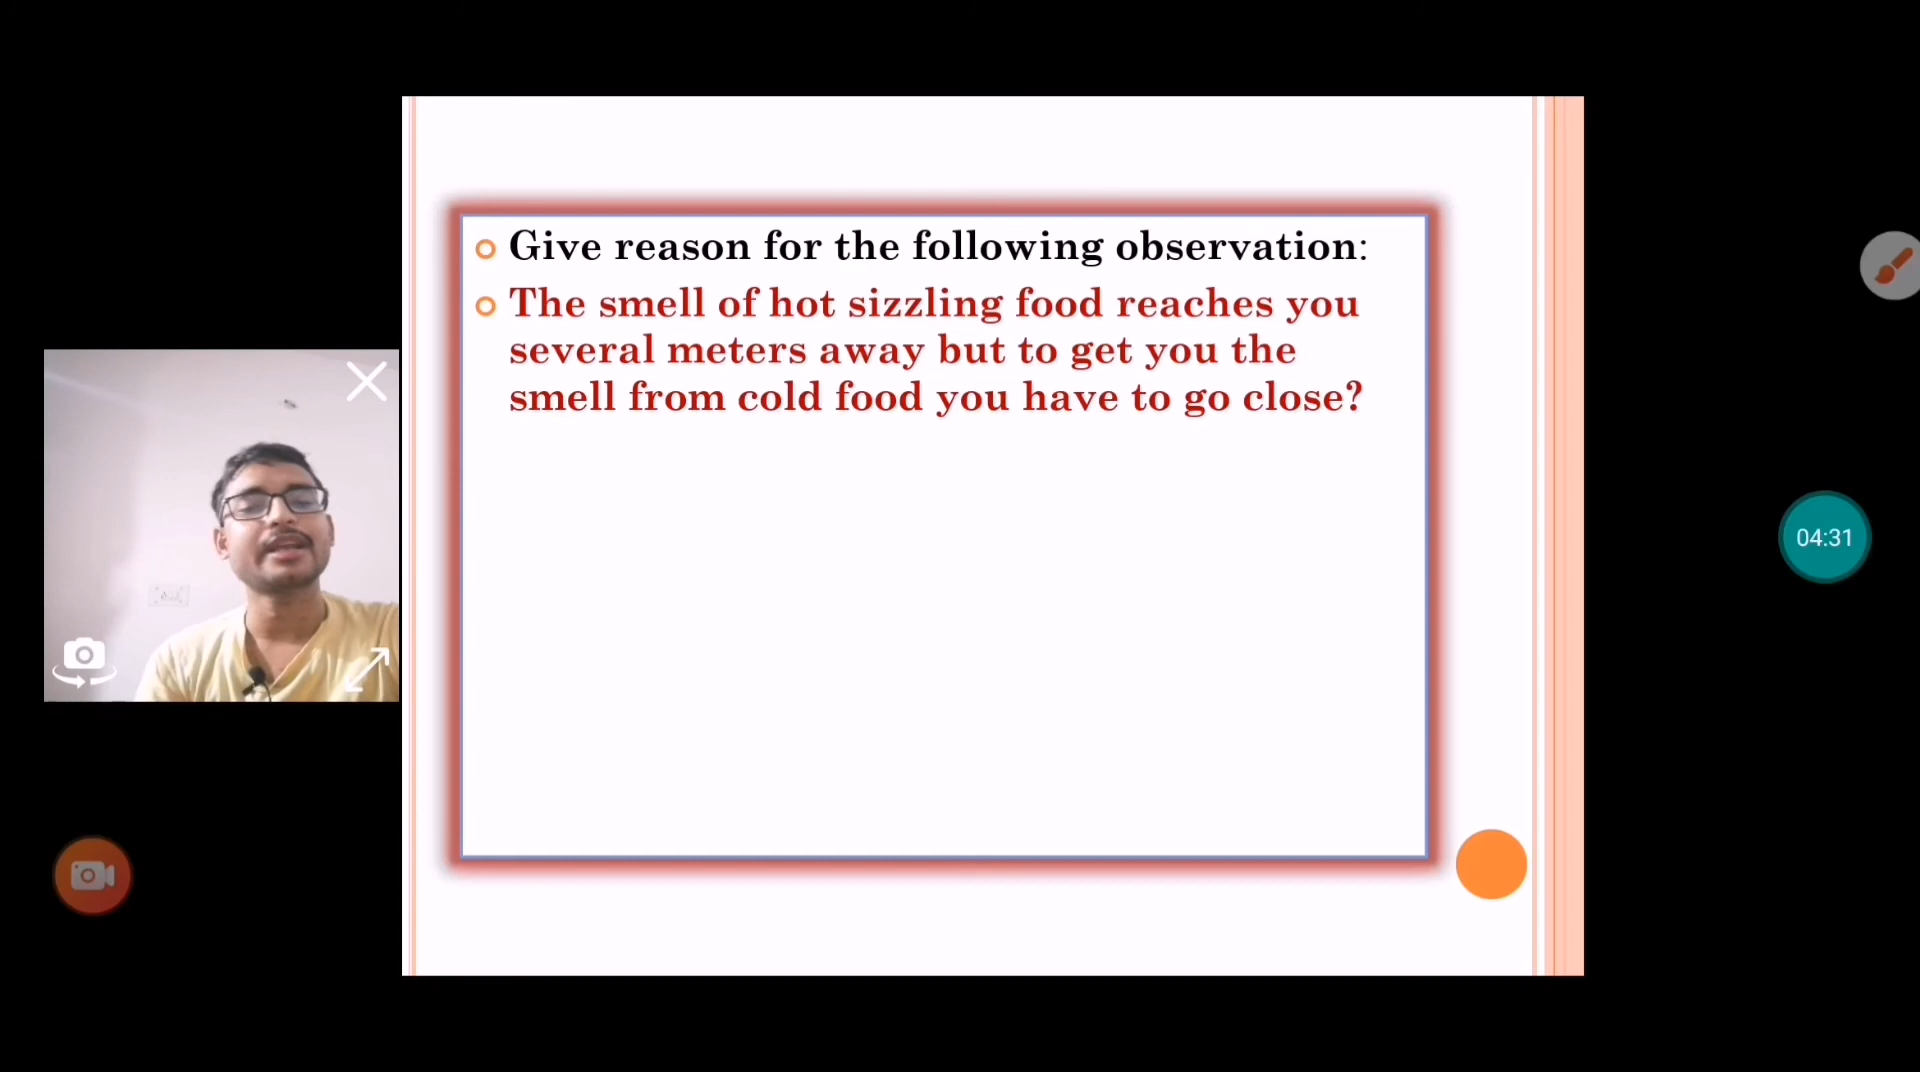 Give reason for the following observation:
The smell of hot sizzling food reaches you
several meters away but to get you the
smell from cold food you have to go close?
04:31